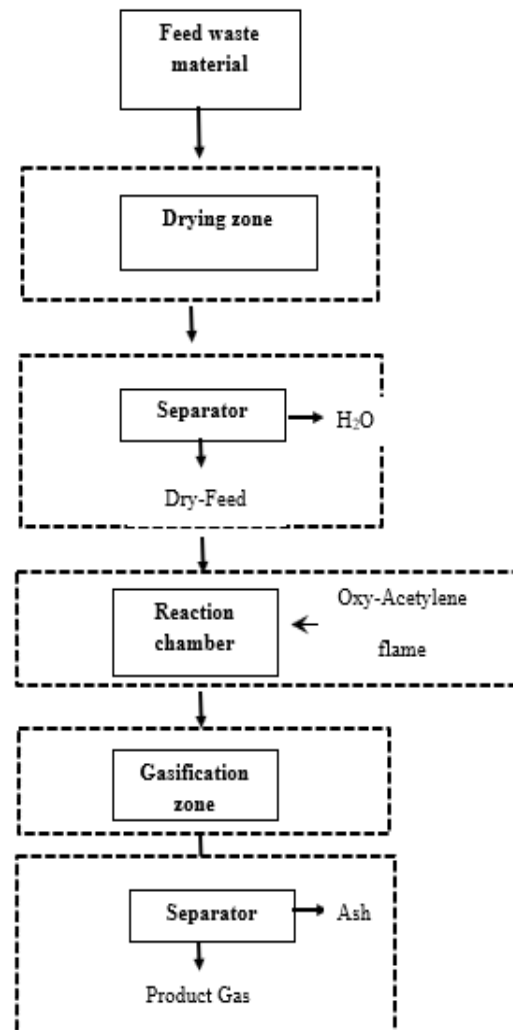 Feed waste
material
Drying zone
Separator
H₂O
Dry-Feed
Reaction
chamber
Oxy-Acetylene
flame
Gasification
zone
Separator
Ash
Product Gas